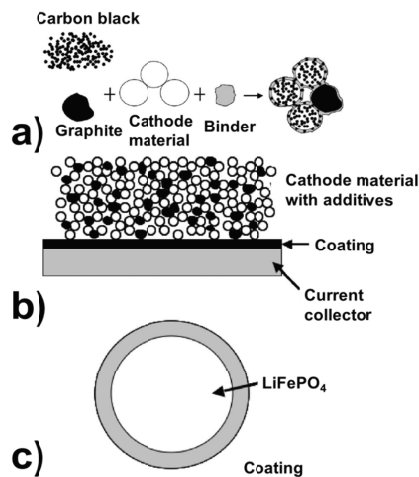 Carbon black
a)
Graphite
Cathode
material
Binder
Cathode material
with additives
Coating
Current
collector
b)
LiFePO₄
c)
Coating